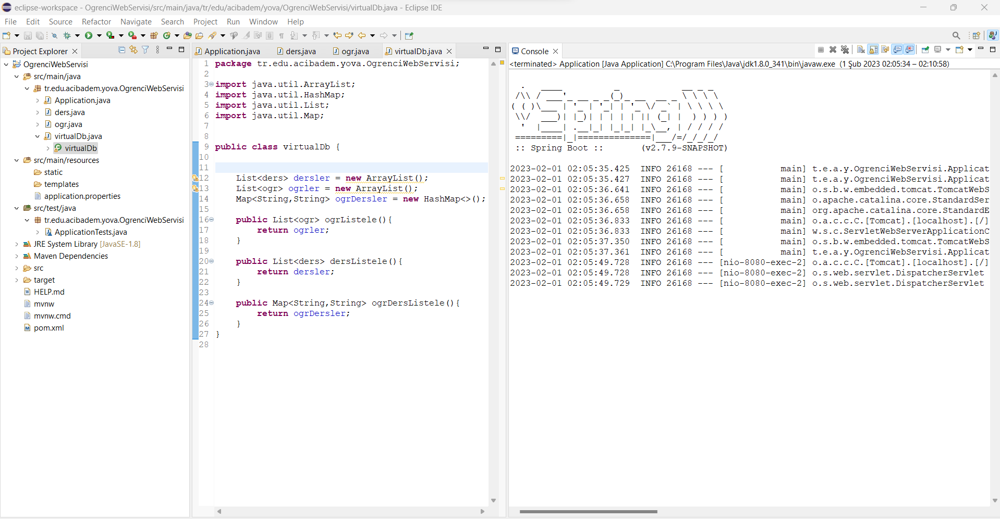 eclipse-workspace - OgrenciWebServisi/src/main/java/tr/edu/acibadem/yova/OgrenciWebServisi/virtualDb.java - Eclipse IDE
File Edit Source Refactor Navigate Search Project Run Window Help
Project Explorer
OgrenciWebServisi
src/main/java
tr.edu.acibadem.yova.OgrenciWebServisi
Application.java
ders.java
ogr.java
virtualDb.java
virtualDb
src/main/resources
static
templates
application.properties
src/test/java
tr.edu.acibadem.yova.OgrenciWebServisi
ApplicationTests.java
JRE System Library [JavaSE-1.8]
Maven Dependencies
src
target
HELP.md
mvnw
mvnw.cmd
pom.xml
Application.java ders.java ogr.java virtualDb.java
1 package tr.edu.acibadem.yova.OgrenciWebServisi;
2
3 import java.util.ArrayList;
4 import java.util.HashMap;
5 import java.util.List;
6 import java.util.Map;
7
8
9 public class virtualDb {
10
11
12 List<ders> dersler = new ArrayList();
13 List<ogr> ogrler = new ArrayList();
14 Map<String,String> ogrDersler = new HashMap<>();
15
16 public List<ogr> ogrListele(){
17 return ogrler;
18 }
19
20 public List<ders> dersListele(){
21 return dersler;
22 }
23
24 public Map<String,String> ogrDersListele(){
25 return ogrDersler;
26 }
27 }
28
Console
<terminated> Application [Java Application] C:\Program Files\Java\jdk1.8.0_341\bin\javaw.exe (1 Şub 2023 02:05:34 – 02:10:58)
Spring
:: Spring Boot :: (v2.7.9-SNAPSHOT)
2023-02-01 02:05:35.425 INFO 26168 --- [ main] t.e.a.y.OgrenciWebServisi.Applicat
2023-02-01 02:05:35.427 INFO 26168 --- [ main] t.e.a.y.OgrenciWebServisi.Applicat
2023-02-01 02:05:36.641 INFO 26168 --- [ main] o.s.b.w.embedded.tomcat.TomcatWebS
2023-02-01 02:05:36.658 INFO 26168 --- [ main] o.apache.catalina.core.StandardSer
2023-02-01 02:05:36.658 INFO 26168 --- [ main] org.apache.catalina.core.StandardE
2023-02-01 02:05:36.833 INFO 26168 --- [ main] o.a.c.c.C.[Tomcat].[localhost].[/]
2023-02-01 02:05:36.833 INFO 26168 --- [ main] w.s.c.ServletWebServerApplicationC
2023-02-01 02:05:37.350 INFO 26168 --- [ main] o.s.b.w.embedded.tomcat.TomcatWebS
2023-02-01 02:05:37.361 INFO 26168 --- [ main] t.e.a.y.OgrenciWebServisi.Applicat
2023-02-01 02:05:49.728 INFO 26168 --- [nio-8080-exec-2] o.a.c.c.C.[Tomcat].[localhost].[/]
2023-02-01 02:05:49.728 INFO 26168 --- [nio-8080-exec-2] o.s.web.servlet.DispatcherServlet
2023-02-01 02:05:49.729 INFO 26168 --- [nio-8080-exec-2] o.s.web.servlet.DispatcherServlet